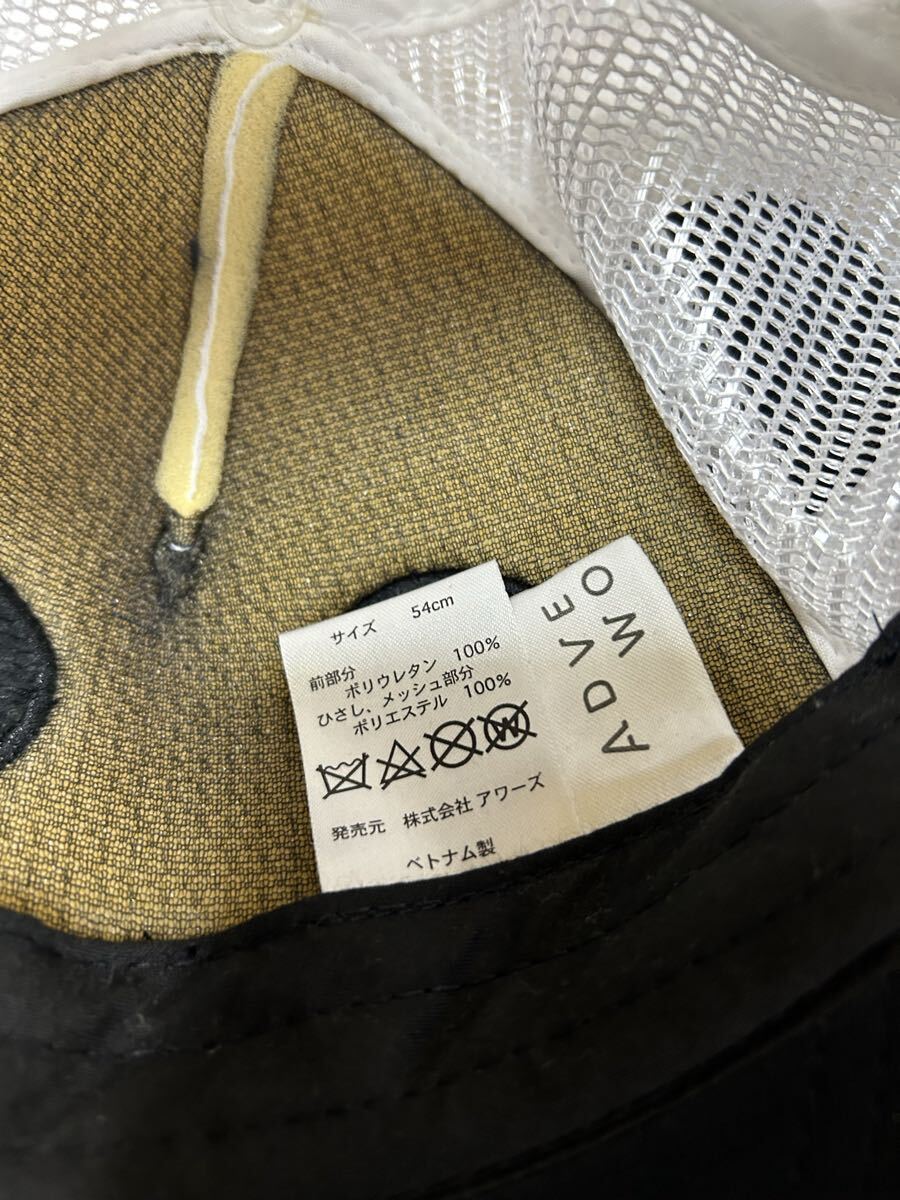 サイズ 54cm
前部分
ポリウレタン 100%
ひさし、メッシュ部分
ポリエステル 100%
W
発売元 株式会社 アワーズ
ベトナム製
ADVE
WO